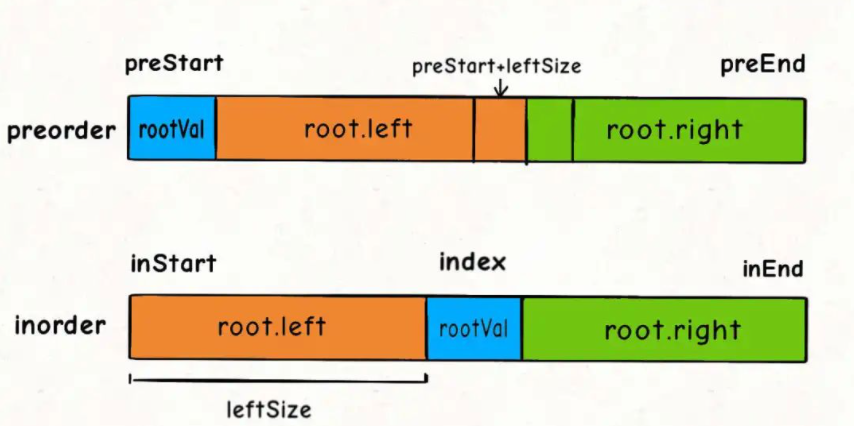 preStart preStart+leftSize preEnd
preorder rootVal root.left root.right
inStart index inEnd
inorder root.left rootVal root.right
leftSize